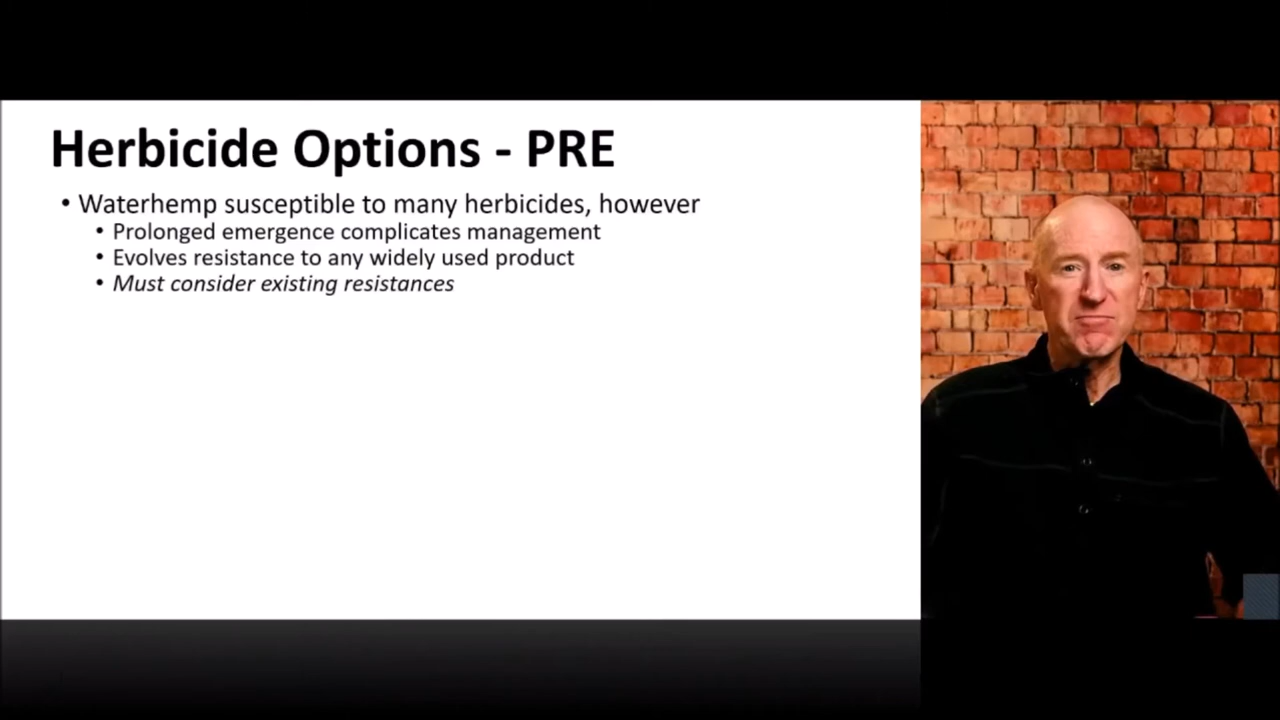 Herbicide Options - PRE
• Waterhemp susceptible to many herbicides, however
• Prolonged emergence complicates management
• Evolves resistance to any widely used product
• Must consider existing resistances